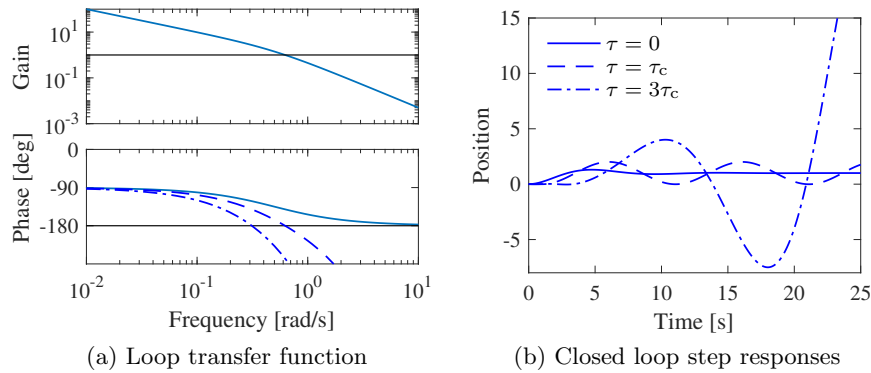 10^1
10^-1
10^-3
Gain
0
-90
-180
Phase [deg]
10^-2
10^-1
10^0
10^1
Frequency [rad/s]
(a) Loop transfer function
15
10
5
0
-5
Position
τ = 0
τ = τ_c
τ = 3τ_c
0
5
10
15
20
25
Time [s]
(b) Closed loop step responses